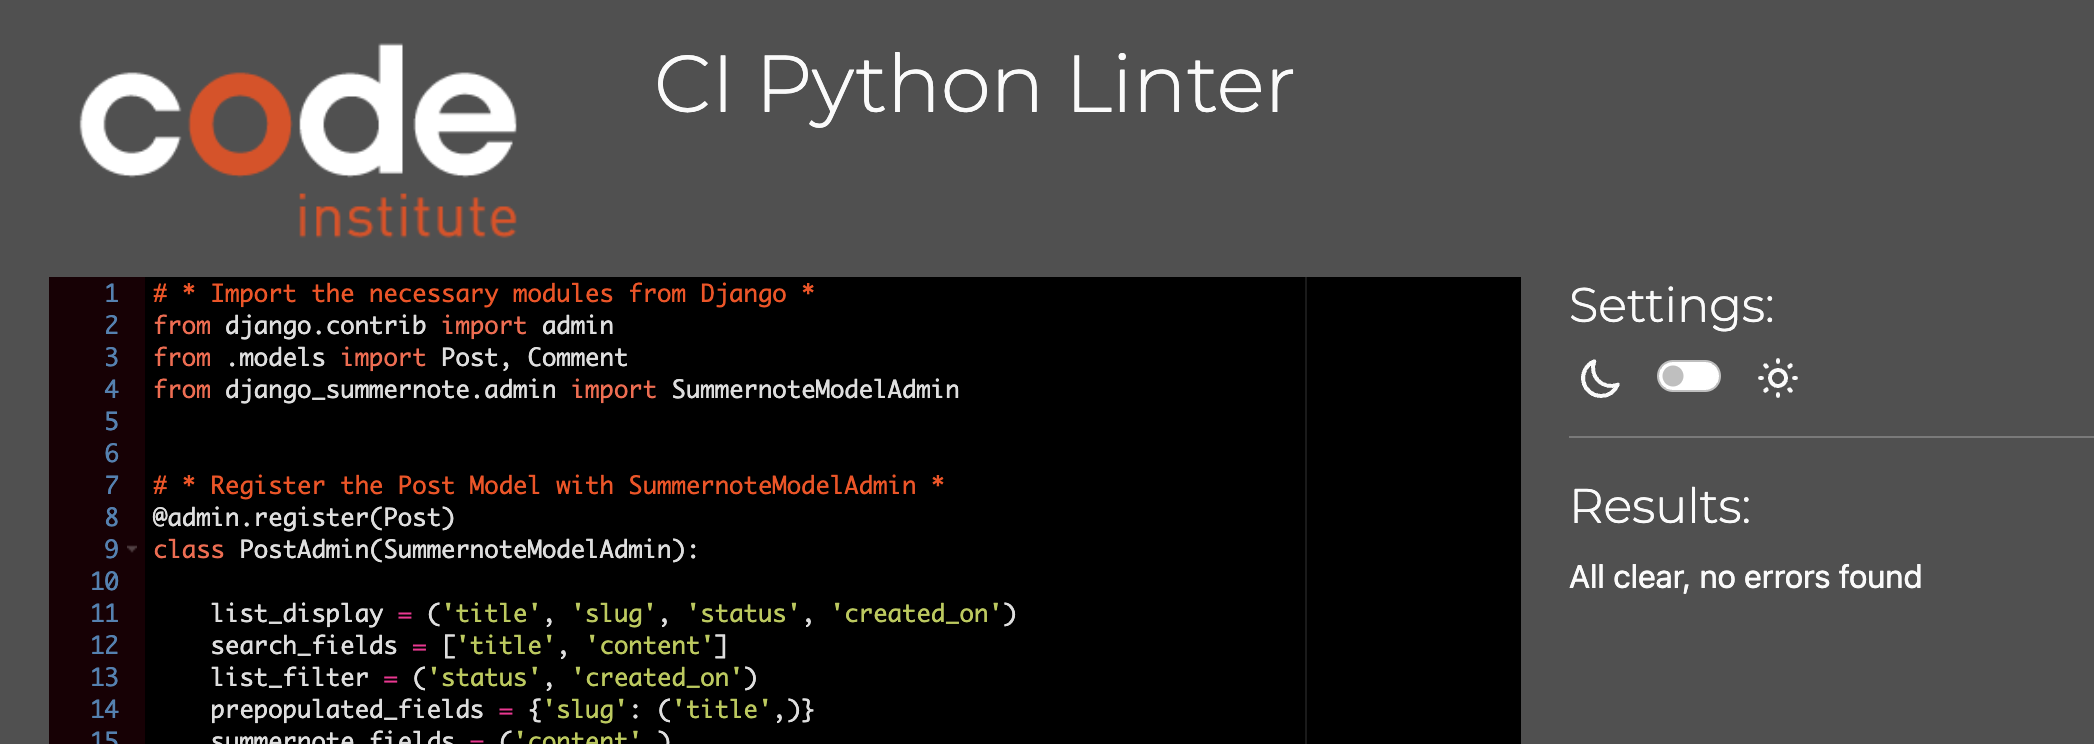 code
institute
CI Python Linter
1 # * Import the necessary modules from Django *
2 from django.contrib import admin
3 from .models import Post, Comment
4 from django_summernote.admin import SummernoteModelAdmin
5
6
7 # * Register the Post Model with SummernoteModelAdmin *
8 @admin.register(Post)
9 class PostAdmin(SummernoteModelAdmin):
10
11 list_display = ('title', 'slug', 'status', 'created_on')
12 search_fields = ['title', 'content']
13 list_filter = ('status', 'created_on')
14 prepopulated_fields = {'slug': ('title',)}
15 summernote_fields = ('content',)
Settings:
Results:
All clear, no errors found